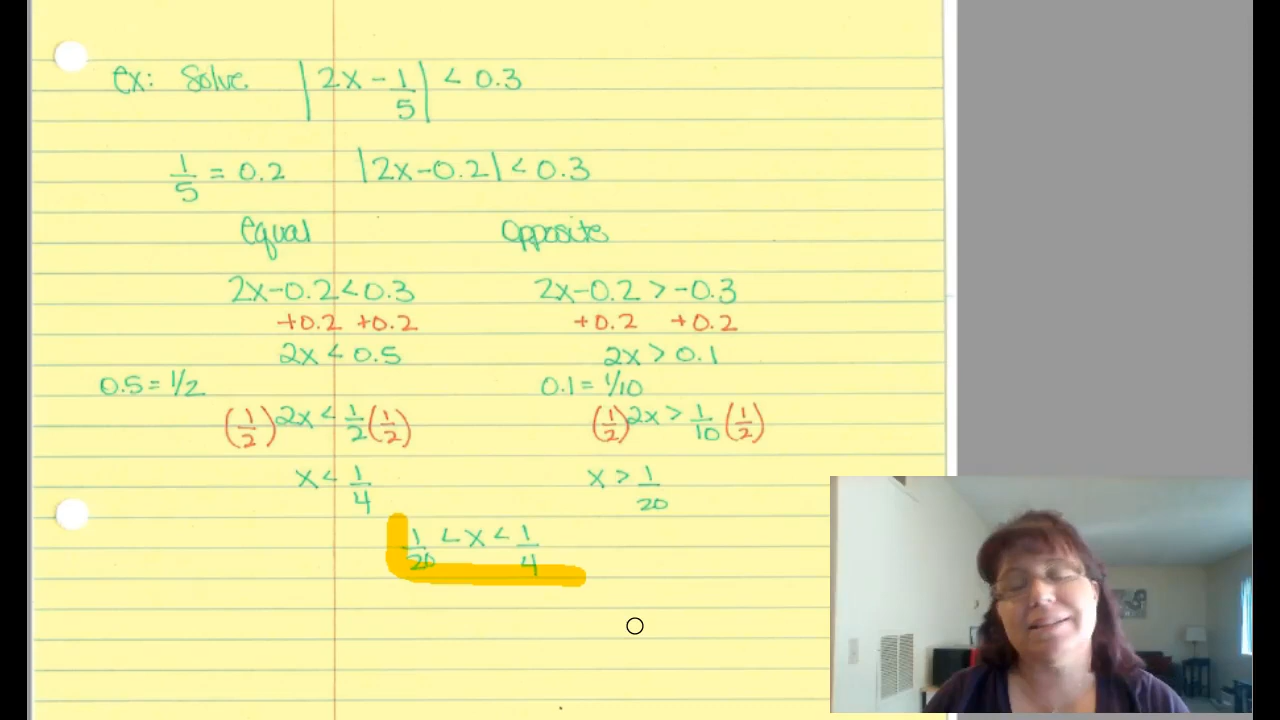 ex: Solve |2x - 1/5| < 0.3
1/5 = 0.2 |2x-0.2| < 0.3
equal opposite
2x-0.2 < 0.3 2x-0.2 > -0.3
+0.2 +0.2 +0.2 +0.2
2x < 0.5 2x > 0.1
0.5 = 1/2 0.1 = 1/10
(1/2) 2x < 1/2 (1/2) (1/2) 2x > 1/10 (1/2)
x < 1/4 x > 1/20
1/20 < x < 1/4